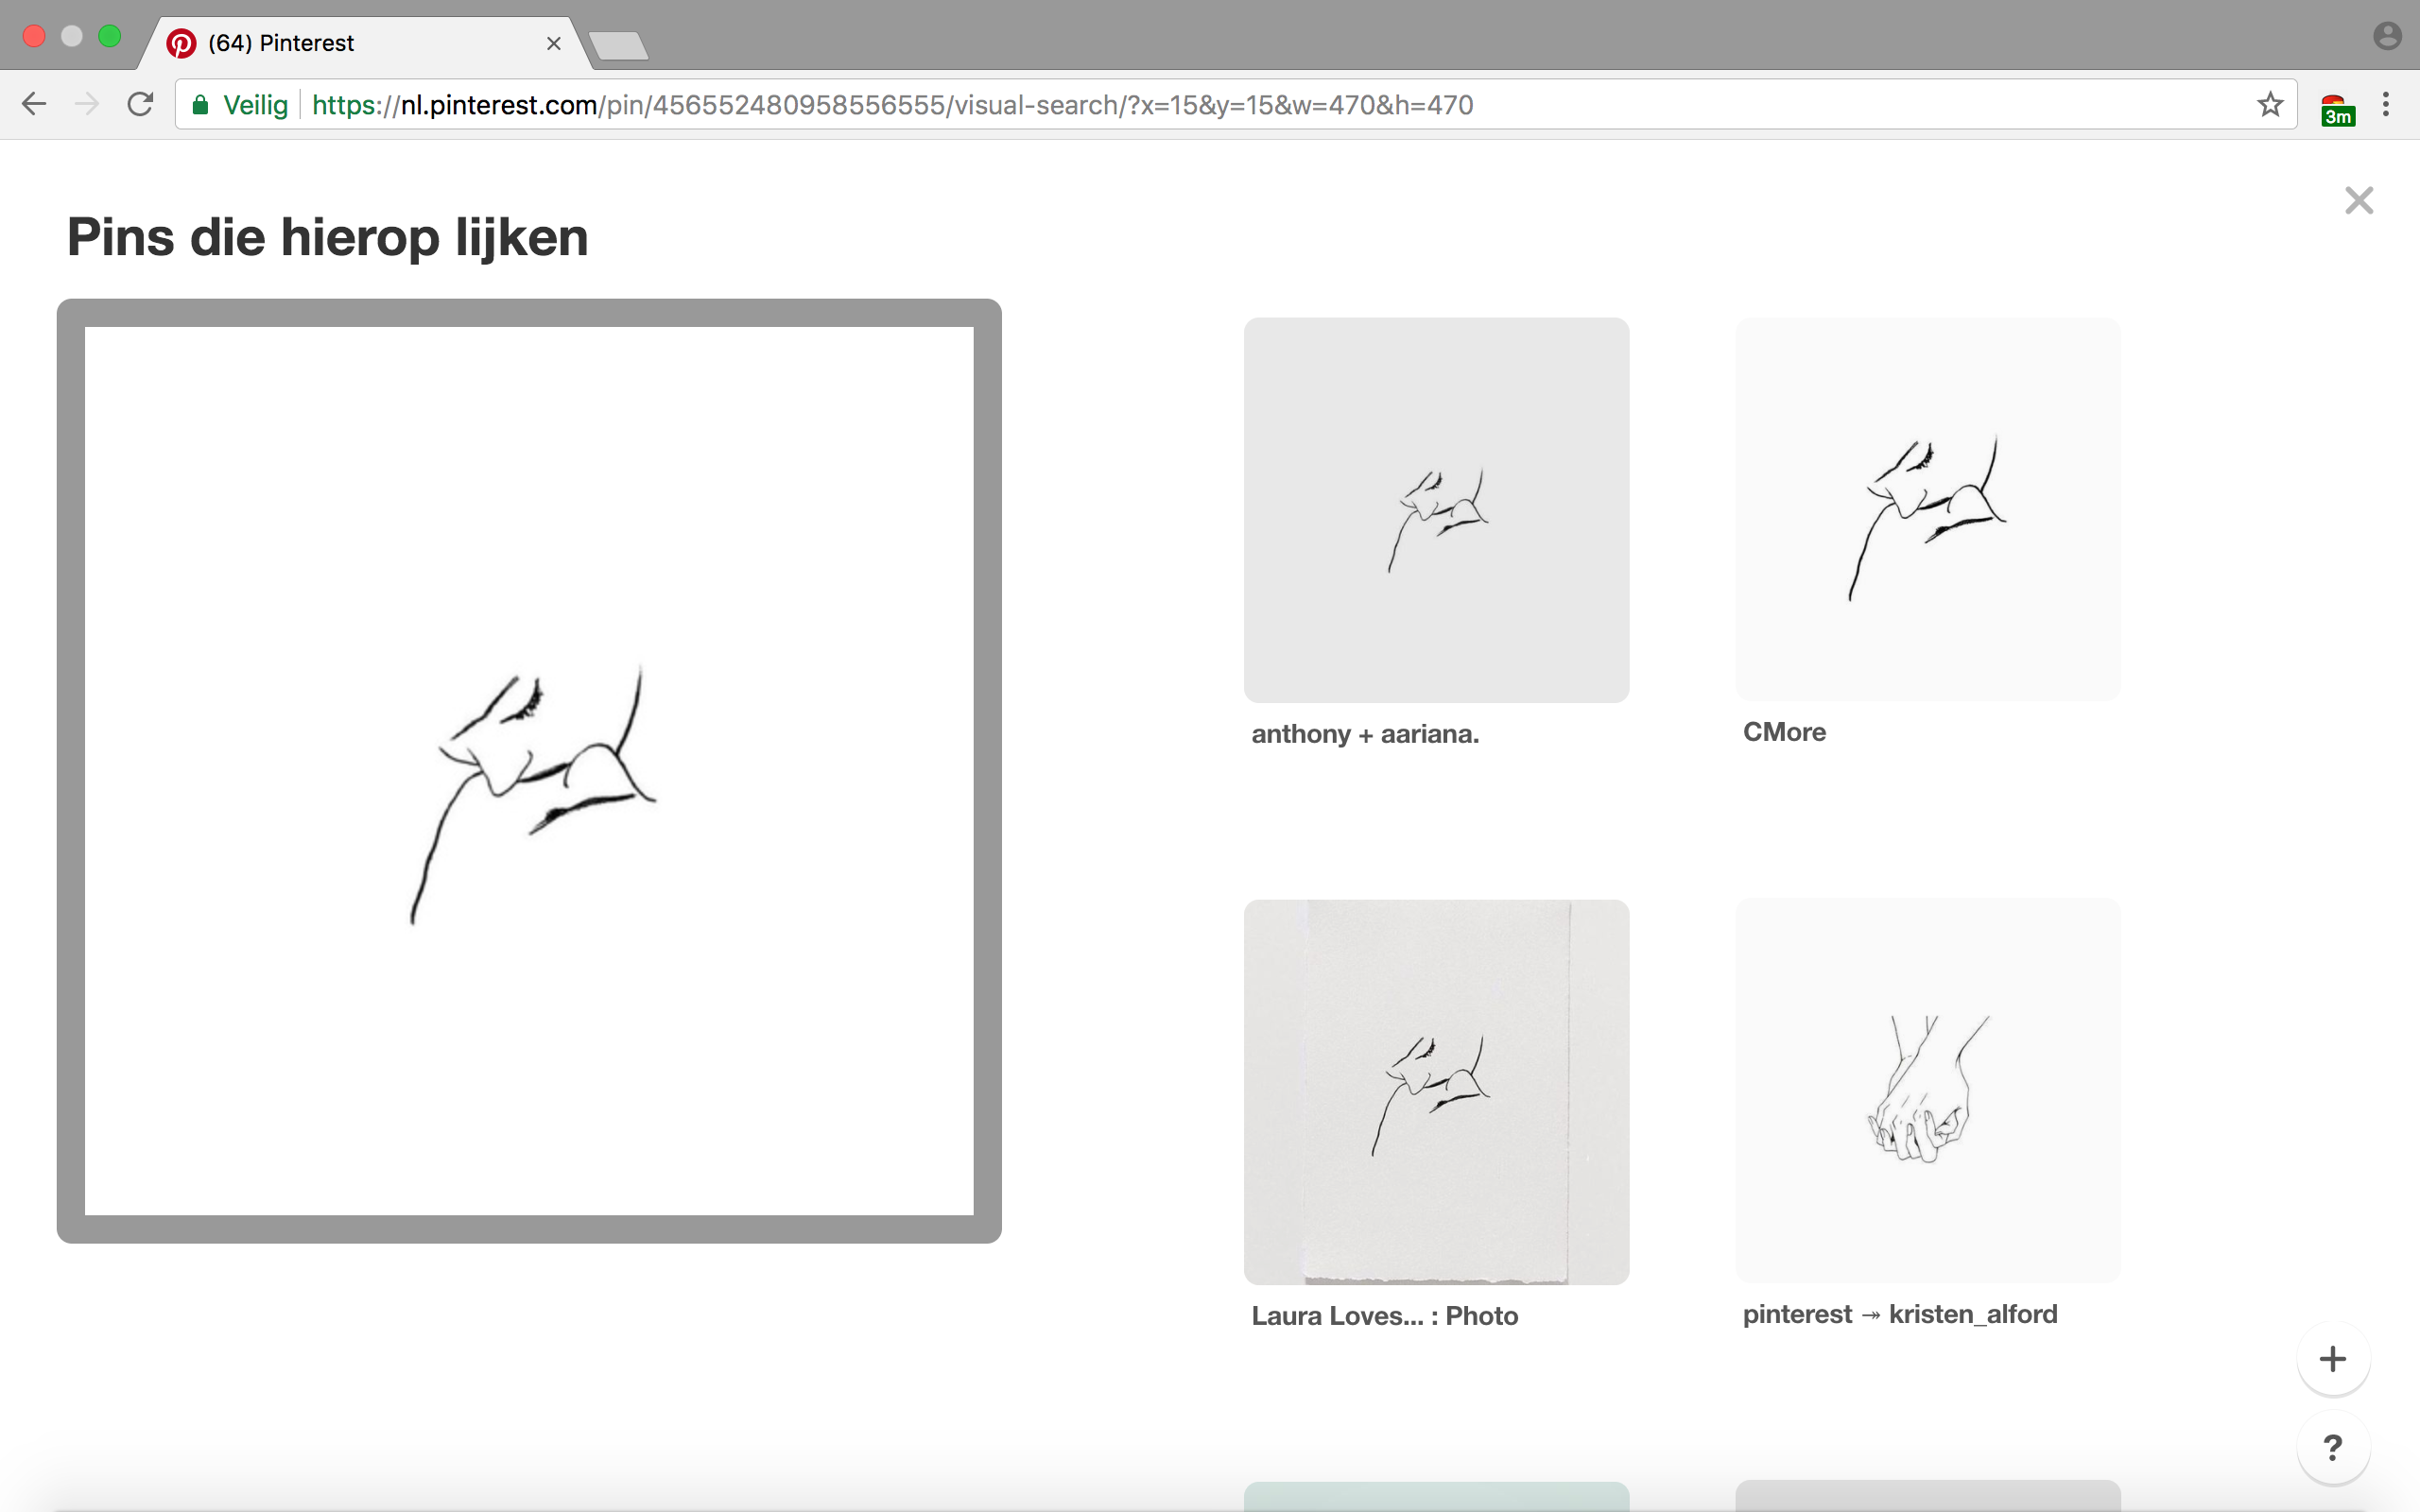 (64) Pinterest
Veilig https://nl.pinterest.com/pin/456552480958556555/visual-search/?x=15&y=15&w=470&h=470
3m
Pins die hierop lijken
anthony + aariana.
CMore
Laura Loves... : Photo
pinterest ➛ kristen_alford
+
?